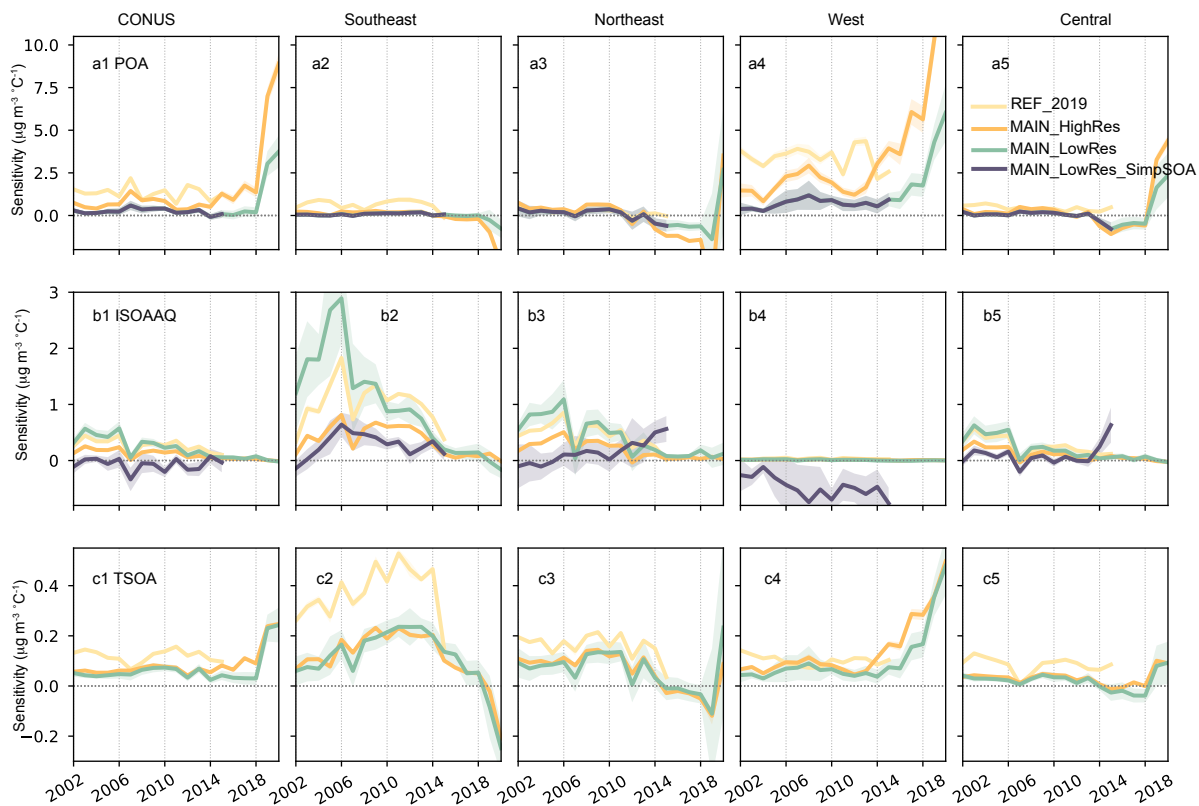 CONUS Southeast Northeast West Central
Sensitivity (µg m⁻³ °C⁻¹)
10.0
7.5
5.0
2.5
0.0
a1 POA a2 a3 a4 a5
REF_2019
MAIN_HighRes
MAIN_LowRes
MAIN_LowRes_SimpSOA
Sensitivity (µg m⁻³ °C⁻¹)
3
2
1
0
b1 ISOAAQ b2 b3 b4 b5
Sensitivity (µg m⁻³ °C⁻¹)
0.4
0.2
0.0
−0.2
c1 TSOA c2 c3 c4 c5
2002 2006 2010 2014 2018 2002 2006 2010 2014 2018 2002 2006 2010 2014 2018 2002 2006 2010 2014 2018 2002 2006 2010 2014 2018